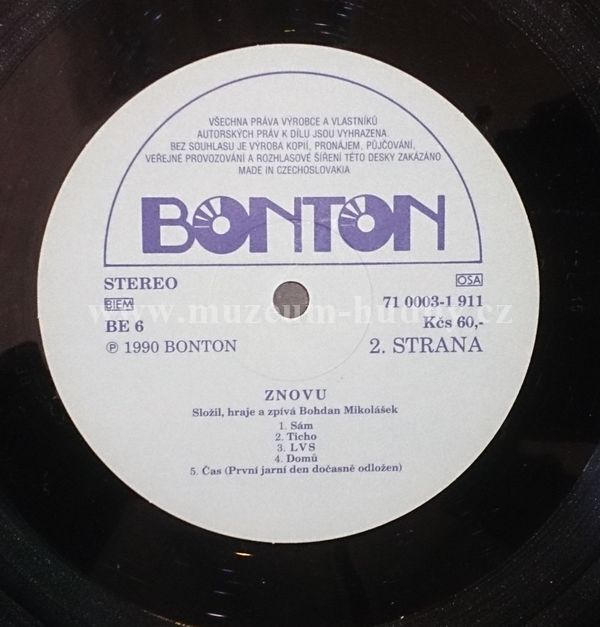 VŠECHNA PRÁVA VÝROBCE A VLASTNÍKŮ
AUTORSKÝCH PRÁV K DÍLU JSOU VYHRAZENA.
BEZ SOUHLASU JE VÝROBA KOPIÍ, PRONÁJEM, PŮJČOVÁNÍ,
VEŘEJNÉ PROVOZOVÁNÍ A ROZHLASOVÉ ŠÍŘENÍ TÉTO DESKY ZAKÁZÁNO
MADE IN CZECHOSLOVAKIA
BONTON
STEREO
OSA
BIEM
71 0003-1 911
www.muzeum-hudby.cz
BE 6
Kčs 60,-
℗ 1990 BONTON
2. STRANA
ZNOVU
Složil, hraje a zpívá Bohdan Mikolášek
1. Sám
2. Ticho
3. LVS
4. Domů
5. Čas (První jarní den dočasně odložen)